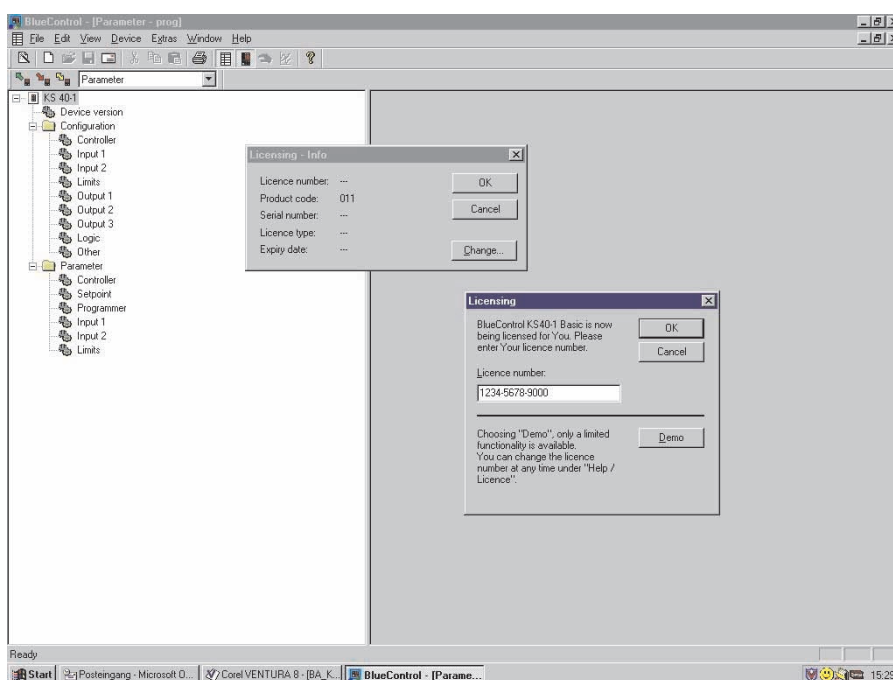 BlueControl - [Parameter - prog]
File Edit View Device Extras Window Help
Parameter
KS 40-1
Device version
Configuration
Controller
Input 1
Input 2
Limits
Output 1
Output 2
Output 3
Logic
Other
Parameter
Controller
Setpoint
Programmer
Input 1
Input 2
Limits
Licensing - Info
Licence number: ---
Product code: 011
Serial number: ---
Licence type: ---
Expiry date: ---
OK
Cancel
Change...
Licensing
BlueControl KS40-1 Basic is now
being licensed for You. Please
enter Your licence number.
OK
Cancel
Licence number:
1234-5678-9000
Choosing "Demo", only a limited
functionality is available.
You can change the licence
number at any time under "Help /
Licence".
Demo
Ready
Start
Posteingang - Microsoft O...
Corel VENTURA 8 - [BA_K...
BlueControl - [Parame...
15:29